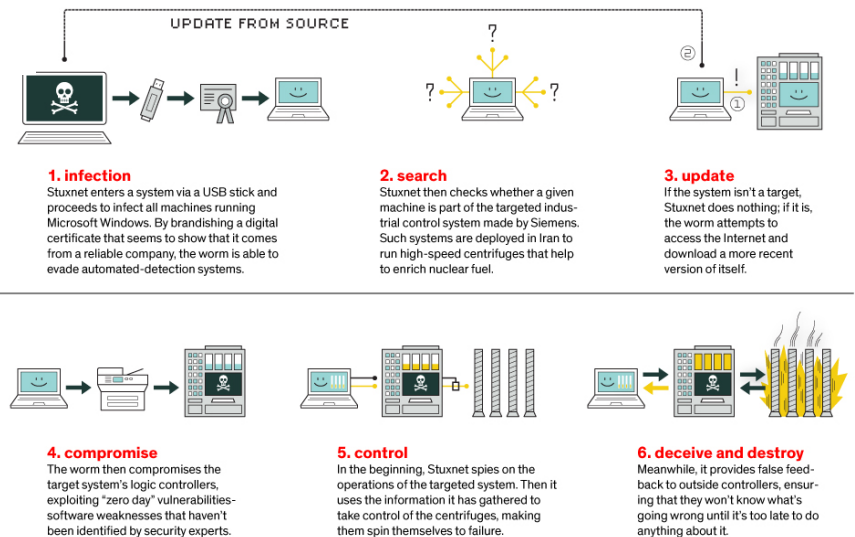 UPDATE FROM SOURCE
?
?
?
②
!
①
1. infection
Stuxnet enters a system via a USB stick and
proceeds to infect all machines running
Microsoft Windows. By brandishing a digital
certificate that seems to show that it comes
from a reliable company, the worm is able to
evade automated-detection systems.
2. search
Stuxnet then checks whether a given
machine is part of the targeted indus-
trial control system made by Siemens.
Such systems are deployed in Iran to
run high-speed centrifuges that help
to enrich nuclear fuel.
3. update
If the system isn’t a target,
Stuxnet does nothing; if it is,
the worm attempts to
access the Internet and
download a more recent
version of itself.
4. compromise
The worm then compromises the
target system’s logic controllers,
exploiting “zero day” vulnerabilities-
software weaknesses that haven’t
been identified by security experts.
5. control
In the beginning, Stuxnet spies on the
operations of the targeted system. Then it
uses the information it has gathered to
take control of the centrifuges, making
them spin themselves to failure.
6. deceive and destroy
Meanwhile, it provides false feed-
back to outside controllers, ensur-
ing that they won’t know what’s
going wrong until it’s too late to do
anything about it.